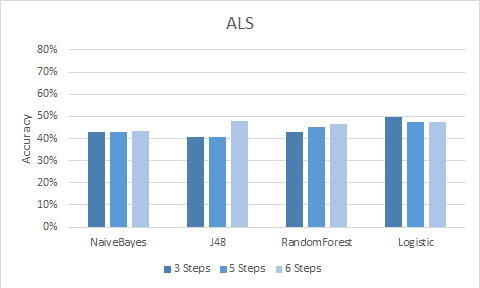 ALS
80%
70%
60%
50%
40%
30%
20%
10%
0%
Accuracy
NaiveBayes J48 RandomForest Logistic
3 Steps 5 Steps 6 Steps